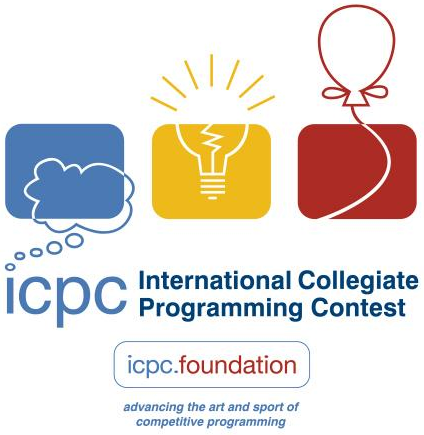 icpc International Collegiate
Programming Contest
icpc.foundation
advancing the art and sport of
competitive programming